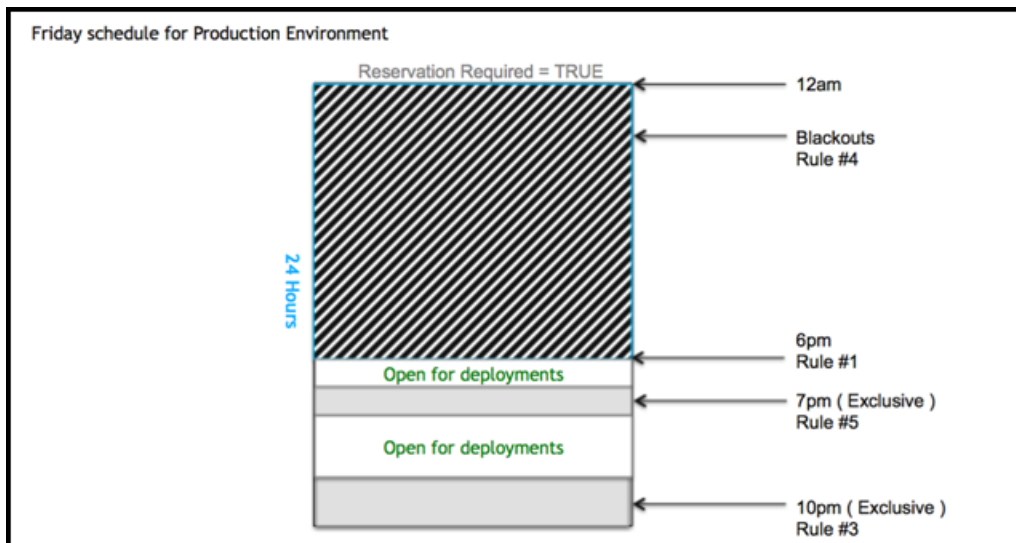 Friday schedule for Production Environment
Reservation Required = TRUE
12am
Blackouts
Rule #4
24 Hours
6pm
Rule #1
Open for deployments
7pm ( Exclusive )
Rule #5
Open for deployments
10pm ( Exclusive )
Rule #3